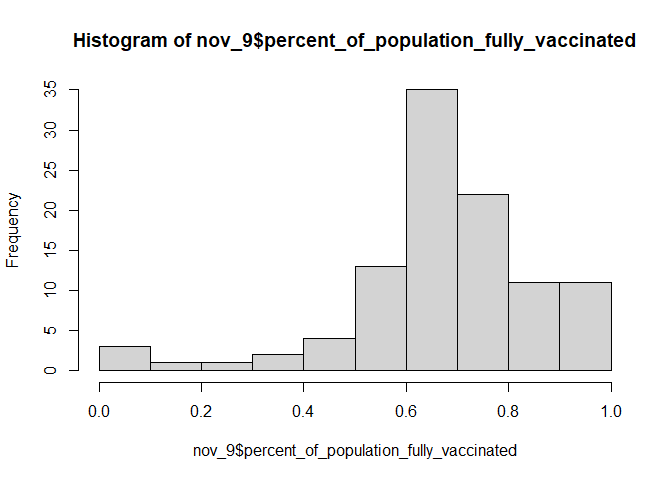 Histogram of nov_9$percent_of_population_fully_vaccinated
Frequency
35
30
25
20
15
10
5
0
0.0 0.2 0.4 0.6 0.8 1.0
nov_9$percent_of_population_fully_vaccinated